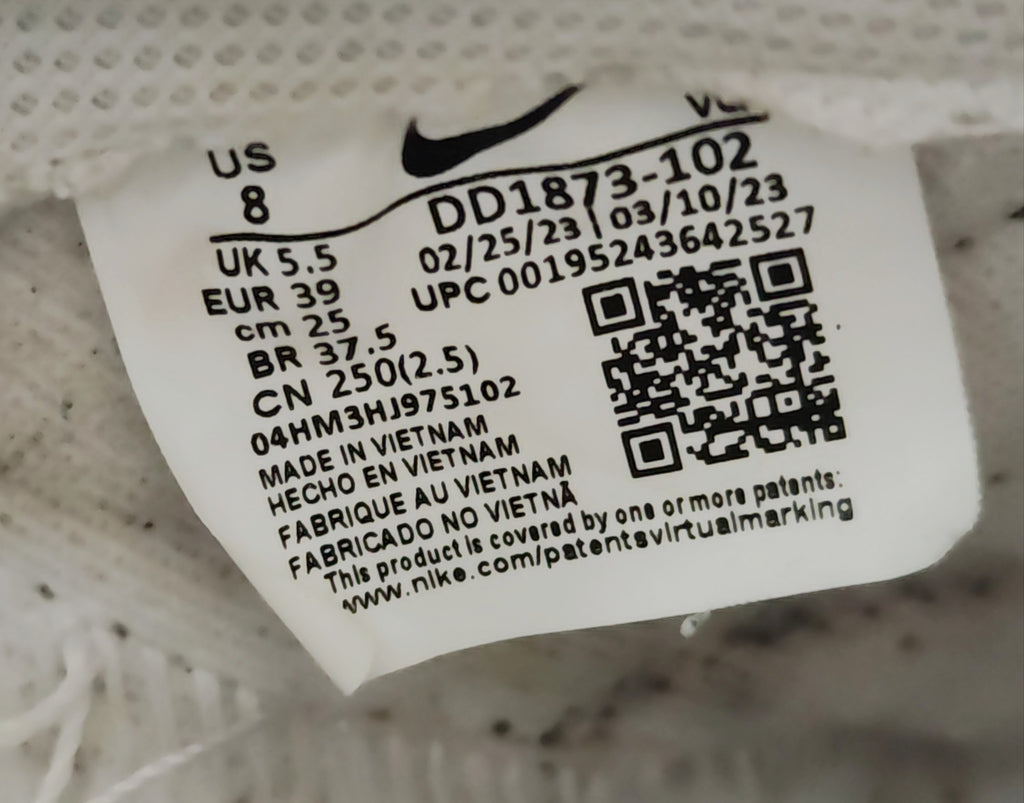 US
8
UK 5.5
EUR 39
cm 25
BR 37.5
CN 250(2.5)
04HM3HJ975102
MADE IN VIETNAM
HECHO EN VIETNAM
FABRIQUE AU VIETNAM
FABRICADO NO VIETNÃ
This product is covered by one or more patents:
www.nike.com/patentsvirtualmarking
DD1873-102
02/25/23 \ 03/10/23
UPC 00195243642527